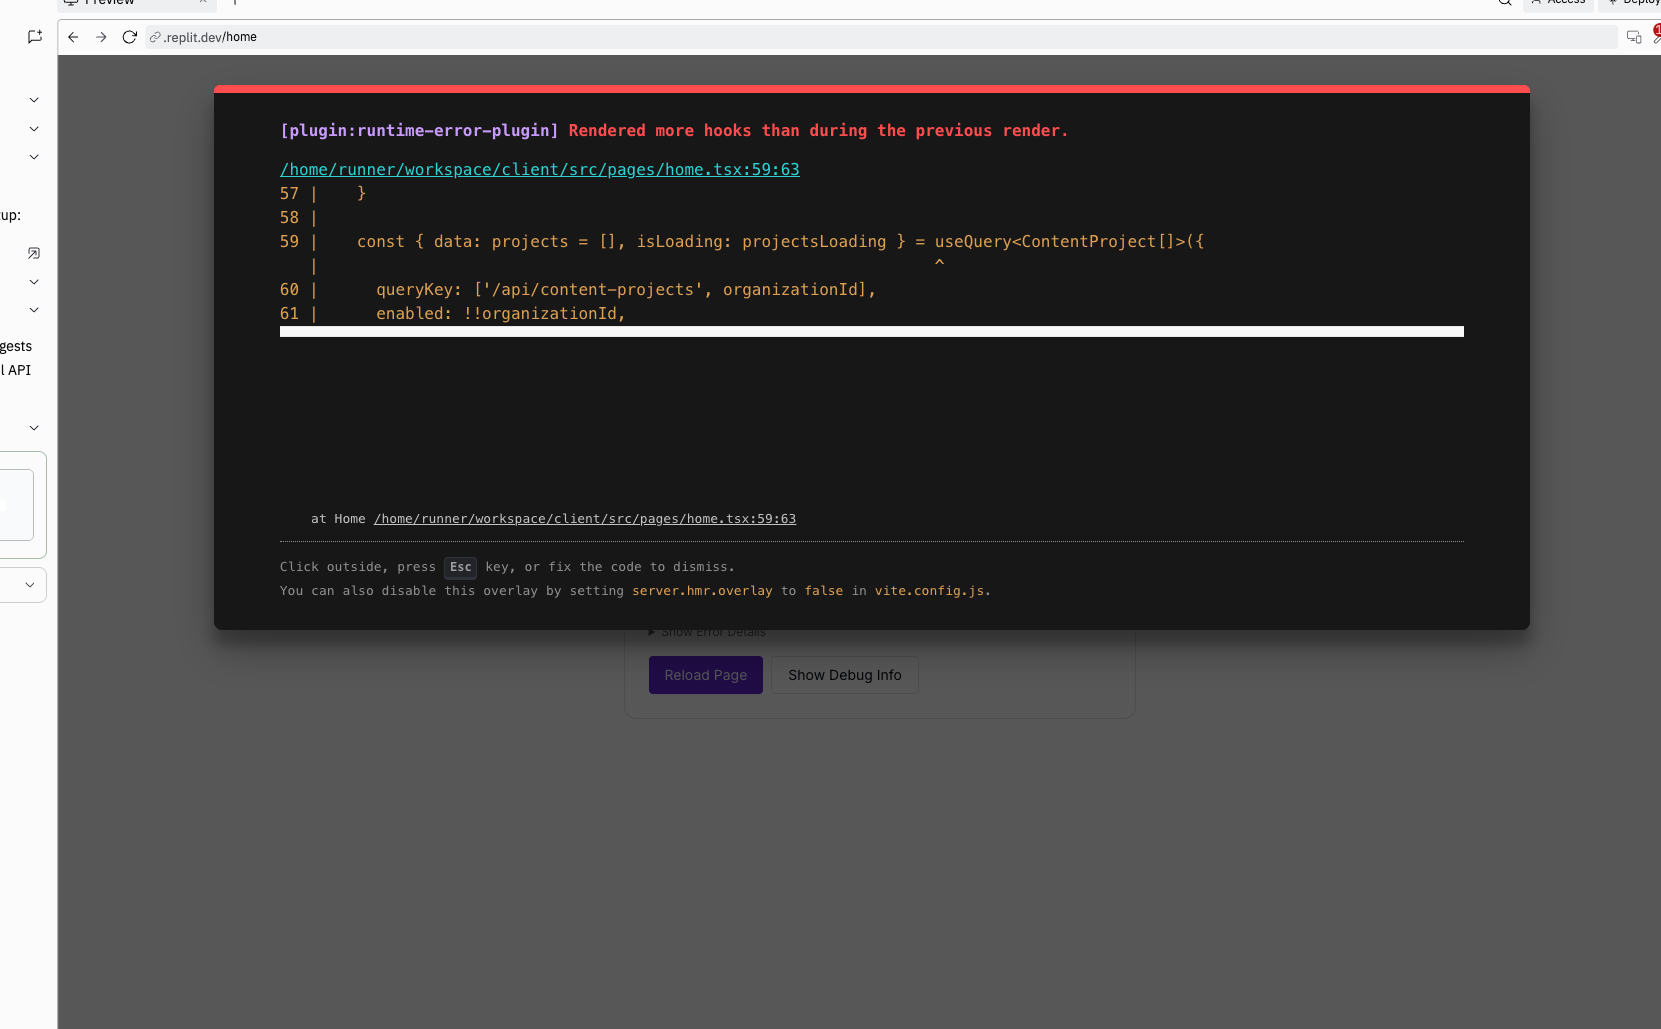 Preview
Access
.replit.dev/home
1
[plugin:runtime-error-plugin] Rendered more hooks than during the previous render.
/home/runner/workspace/client/src/pages/home.tsx:59:63
57 |    }
58 |
59 |    const { data: projects = [], isLoading: projectsLoading } = useQuery<ContentProject[]>({
   |                                                                ^
60 |      queryKey: ['/api/content-projects', organizationId],
61 |      enabled: !!organizationId,
up:
gests
l API
at Home /home/runner/workspace/client/src/pages/home.tsx:59:63
Click outside, press Esc key, or fix the code to dismiss.
You can also disable this overlay by setting server.hmr.overlay to false in vite.config.js.
Show Error Details
Reload Page
Show Debug Info